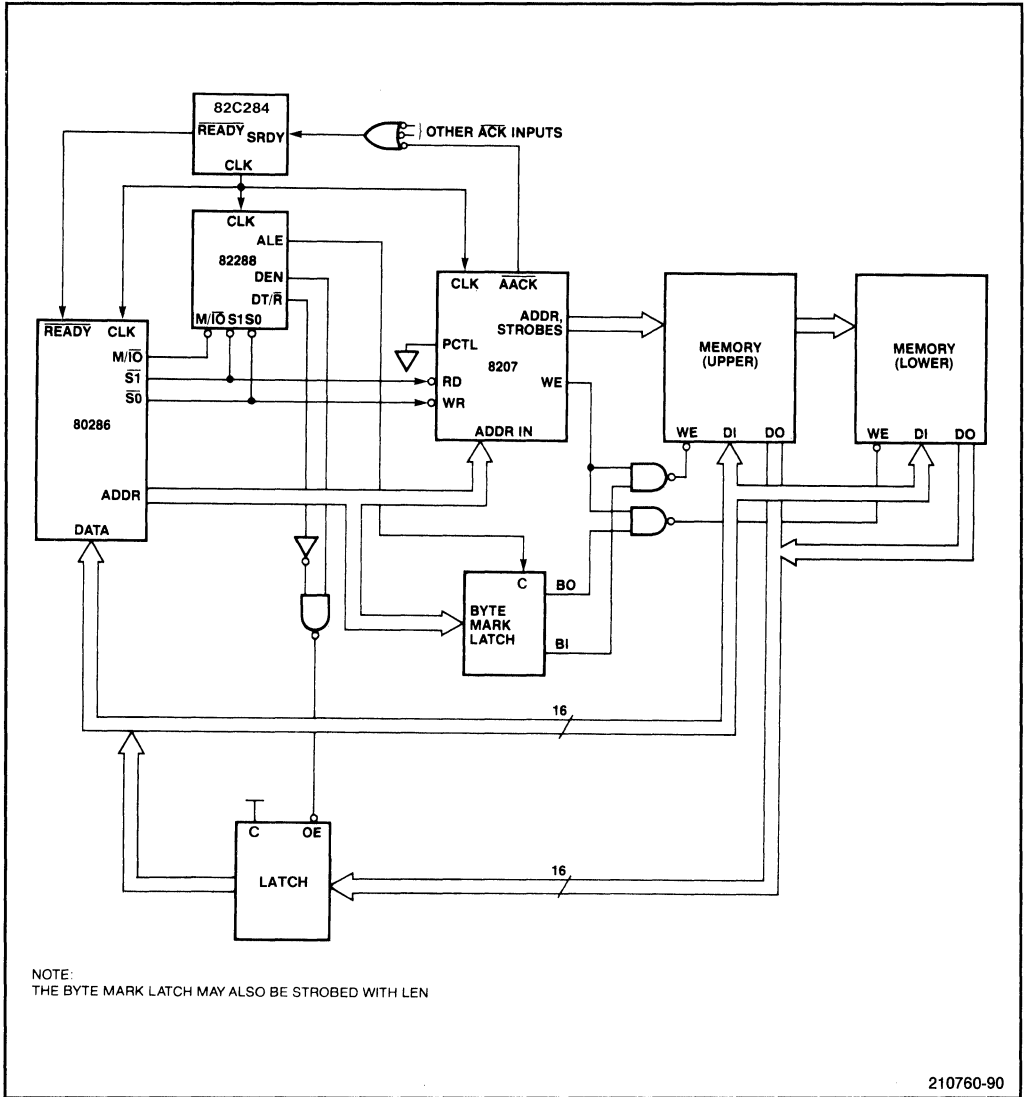 82C284
READY SRDY
CLK
OTHER ACK INPUTS
CLK
ALE
82288
DEN
DT/R
M/IO S1 S0
CLK AACK
ADDR, STROBES
PCTL
8207
RD
WE
WR
ADDR IN
READY CLK
M/IO
S1
S0
80286
ADDR
DATA
MEMORY
(UPPER)
WE DI DO
MEMORY
(LOWER)
WE DI DO
C
BO
BYTE
MARK
LATCH
BI
16
C OE
LATCH
16
NOTE:
THE BYTE MARK LATCH MAY ALSO BE STROBED WITH LEN
210760-90